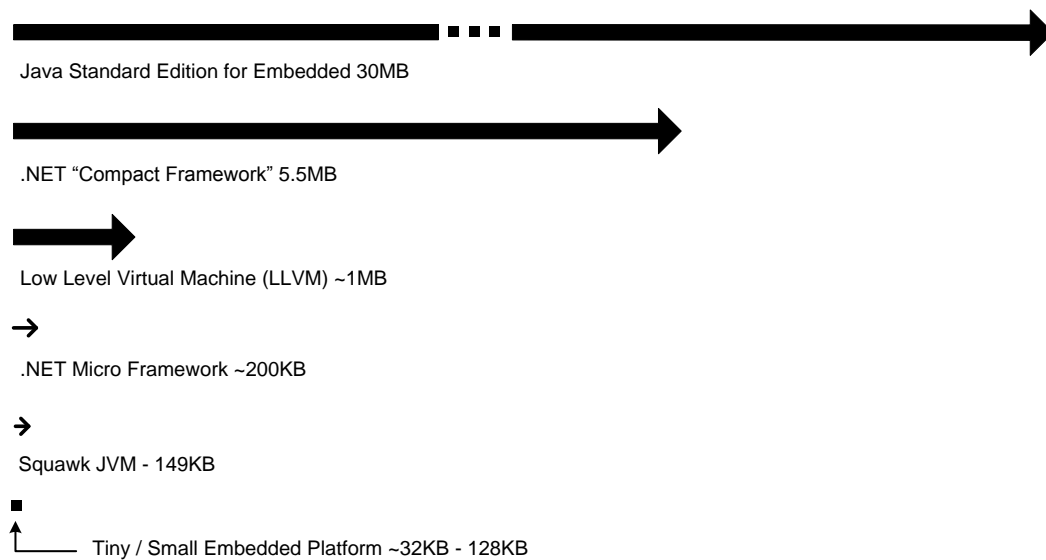 Java Standard Edition for Embedded 30MB
.NET “Compact Framework” 5.5MB
Low Level Virtual Machine (LLVM) ~1MB
.NET Micro Framework ~200KB
Squawk JVM - 149KB
Tiny / Small Embedded Platform ~32KB - 128KB